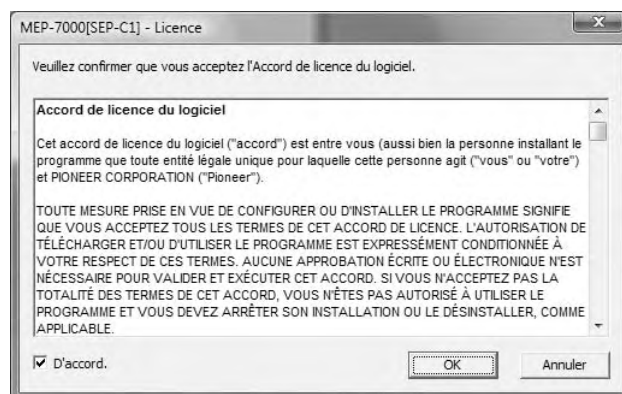 MEP-7000[SEP-C1] - Licence
Veuillez confirmer que vous acceptez l'Accord de licence du logiciel.
Accord de licence du logiciel
Cet accord de licence du logiciel ("accord") est entre vous (aussi bien la personne installant le
programme que toute entité légale unique pour laquelle cette personne agit ("vous" ou "votre")
et PIONEER CORPORATION ("Pioneer").
TOUTE MESURE PRISE EN VUE DE CONFIGURER OU D'INSTALLER LE PROGRAMME SIGNIFIE
QUE VOUS ACCEPTEZ TOUS LES TERMES DE CET ACCORD DE LICENCE. L'AUTORISATION DE
TÉLÉCHARGER ET/OU D'UTILISER LE PROGRAMME EST EXPRESSÉMENT CONDITIONNÉE À
VOTRE RESPECT DE CES TERMES. AUCUNE APPROBATION ÉCRITE OU ÉLECTRONIQUE N'EST
NÉCESSAIRE POUR VALIDER ET EXÉCUTER CET ACCORD. SI VOUS N'ACCEPTEZ PAS LA
TOTALITÉ DES TERMES DE CET ACCORD, VOUS N'ÊTES PAS AUTORISÉ À UTILISER LE
PROGRAMME ET VOUS DEVEZ ARRÊTER SON INSTALLATION OU LE DÉSINSTALLER, COMME
APPLICABLE.
D'accord.
OK
Annuler